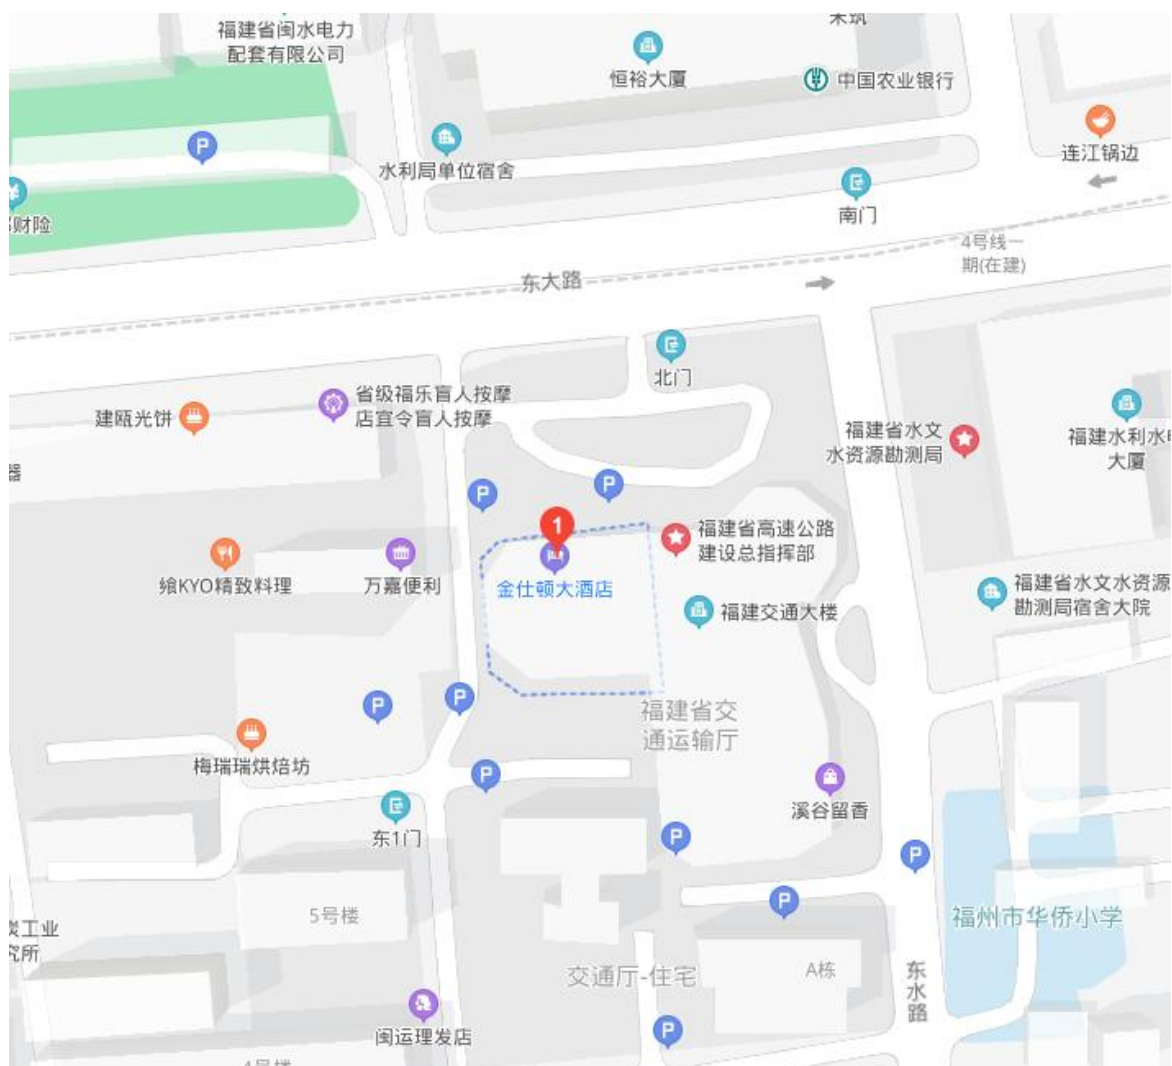 福建省闽水电力
配套有限公司
恒裕大厦
中国农业银行
P
水利局单位宿舍
连江锅边
财险
南门
4号线一
期(在建)
东大路
北门
省级福乐盲人按摩
店宜令盲人按摩
建瓯光饼
福建省水文
水资源勘测局
福建水利水电
大厦
器
P
P
1
福建省高速公路
建设总指挥部
飨KYO精致料理
万嘉便利
金仕顿大酒店
福建交通大楼
福建省水文水资源
勘测局宿舍大院
P
P
福建省交
通运输厅
梅瑞瑞烘焙坊
P
溪谷留香
东1门
P
P
P
5号楼
福州市华侨小学
工业
究所
交通厅-住宅
A栋
东水路
闽运理发店
P